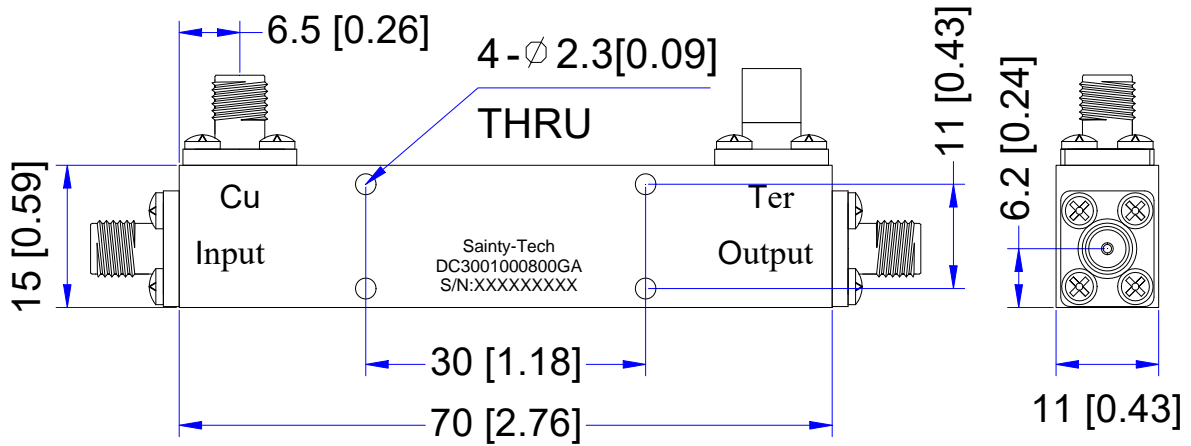 6.5 [0.26]
4-∅ 2.3[0.09]
THRU
11 [0.43]
6.2 [0.24]
15 [0.59]
Cu
Ter
Input
Output
Sainty-Tech
DC3001000800GA
S/N:XXXXXXXXX
30 [1.18]
70 [2.76]
11 [0.43]